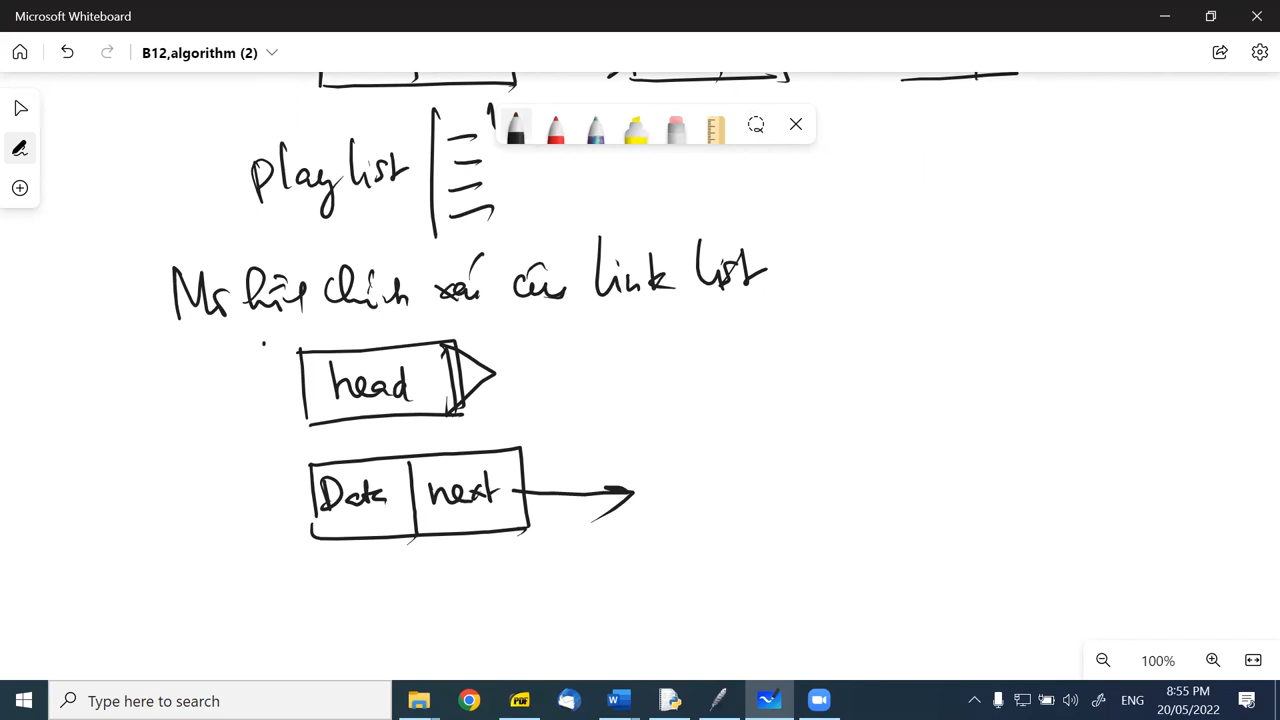 Microsoft Whiteboard
B12,algorithm (2)
playlist
Mô hình chính xác của link list
head
Data next
100%
Type here to search
PDF
ENG
8:55 PM
20/05/2022